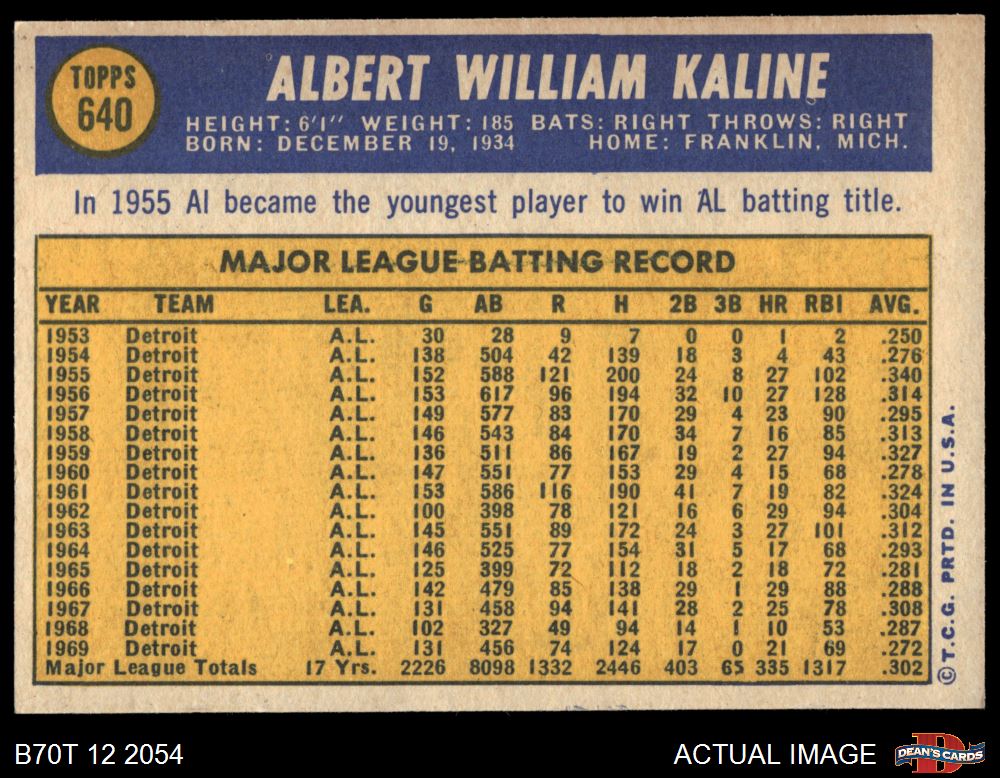 TOPPS
640
ALBERT WILLIAM KALINE
HEIGHT: 6'1" WEIGHT: 185 BATS: RIGHT THROWS: RIGHT
BORN: DECEMBER 19, 1934 HOME: FRANKLIN, MICH.
In 1955 Al became the youngest player to win AL batting title.
MAJOR LEAGUE BATTING RECORD
YEAR TEAM LEA. G AB R H 2B 3B HR RBI AVG.
1953 Detroit A.L. 30 28 9 7 0 0 1 2 .250
1954 Detroit A.L. 138 504 42 139 18 3 4 43 .276
1955 Detroit A.L. 152 588 121 200 24 8 27 102 .340
1956 Detroit A.L. 153 617 96 194 32 10 27 128 .314
1957 Detroit A.L. 149 577 83 170 29 4 23 90 .295
1958 Detroit A.L. 146 543 84 170 34 7 16 85 .313
1959 Detroit A.L. 136 511 86 167 19 2 27 94 .327
1960 Detroit A.L. 147 551 77 153 29 4 15 68 .278
1961 Detroit A.L. 153 586 116 190 41 7 19 82 .324
1962 Detroit A.L. 100 398 78 121 16 6 29 94 .304
1963 Detroit A.L. 145 551 89 172 24 3 27 101 .312
1964 Detroit A.L. 146 525 77 154 31 5 17 68 .293
1965 Detroit A.L. 125 399 72 112 18 2 18 72 .281
1966 Detroit A.L. 142 479 85 138 29 1 29 88 .288
1967 Detroit A.L. 131 458 94 141 28 2 25 78 .308
1968 Detroit A.L. 102 327 49 94 14 1 10 53 .287
1969 Detroit A.L. 131 456 74 124 17 0 21 69 .272
Major League Totals 17 Yrs. 2226 8098 1332 2446 403 65 335 1317 .302
© T.C.G. PRTD. IN U.S.A.
B70T 12 2054
ACTUAL IMAGE
DEAN'S CARDS